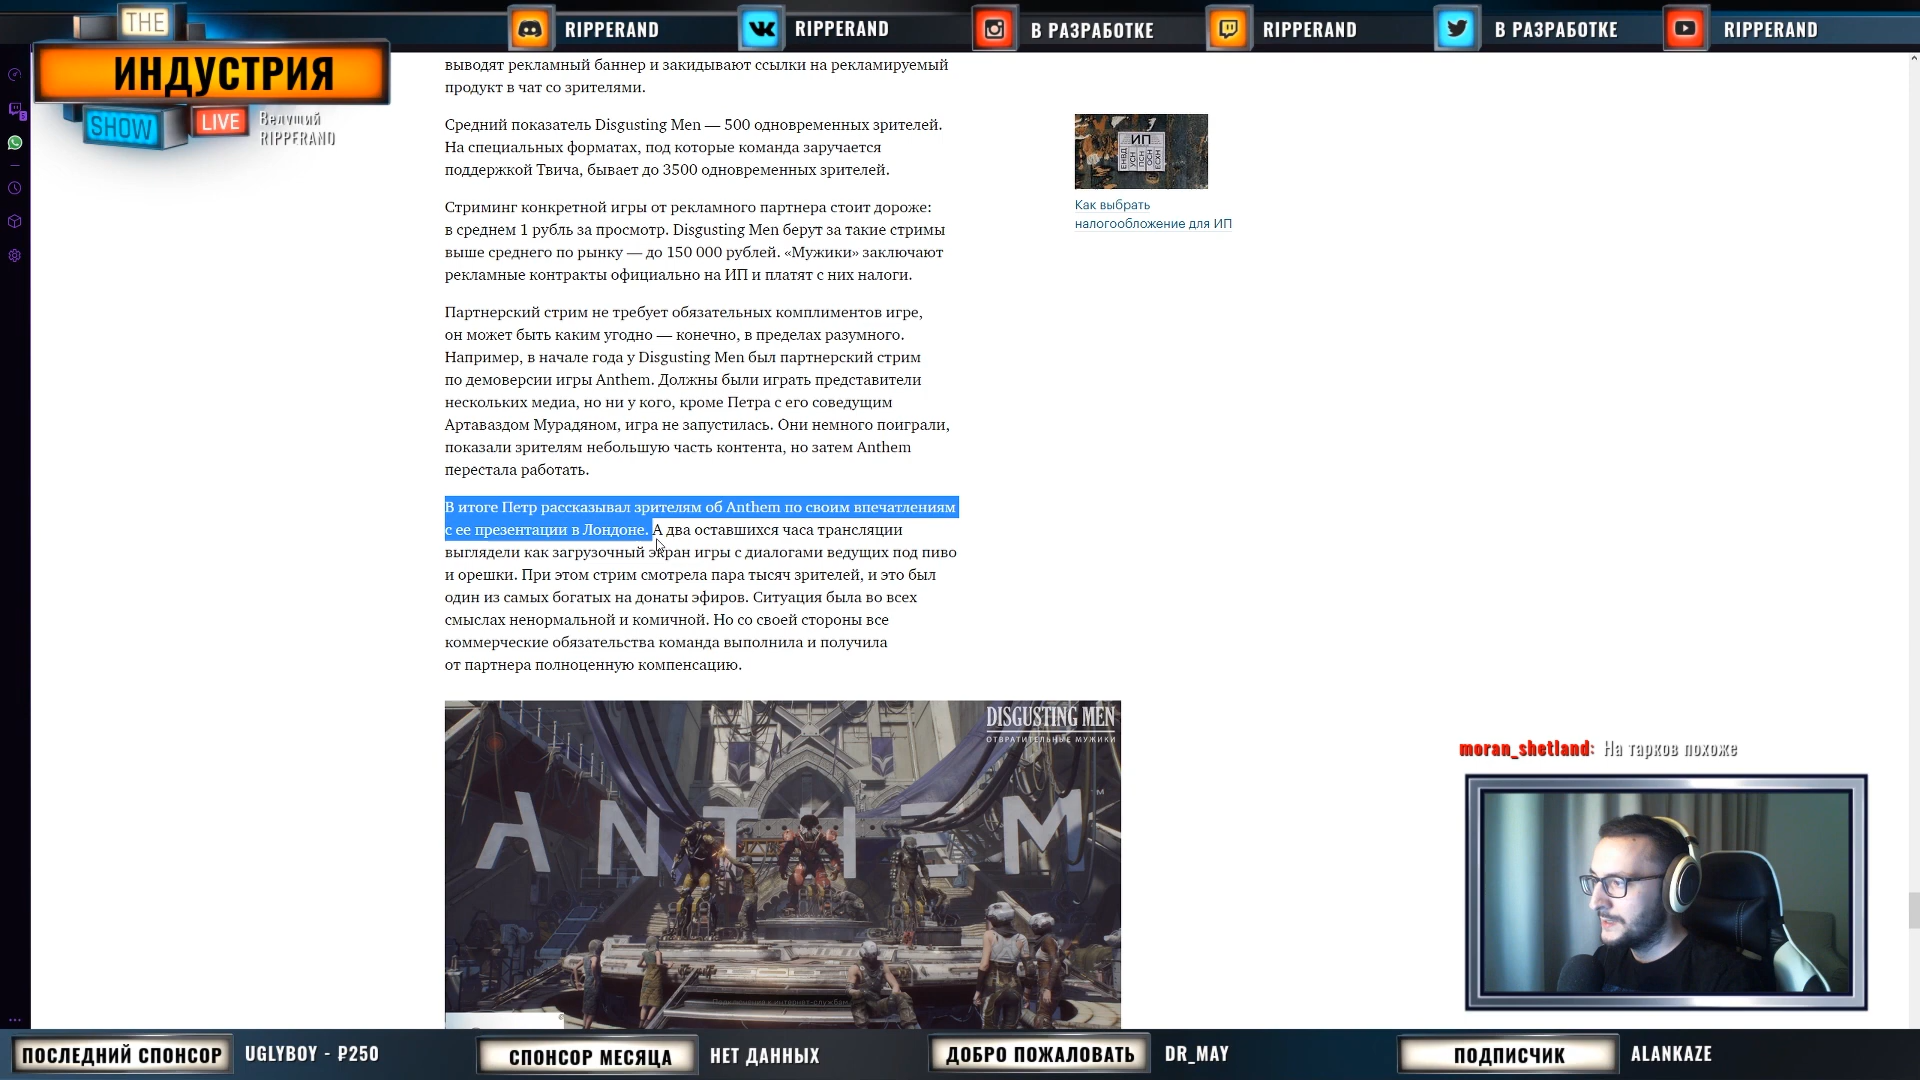 THE
ИНДУСТРИЯ
SHOW
LIVE
Ведущий
RIPPERAND
RIPPERAND
RIPPERAND
В РАЗРАБОТКЕ
RIPPERAND
В РАЗРАБОТКЕ
RIPPERAND
выводят рекламный баннер и закидывают ссылки на рекламируемый
продукт в чат со зрителями.
Средний показатель Disgusting Men — 500 одновременных зрителей.
На специальных форматах, под которые команда заручается
поддержкой Твича, бывает до 3500 одновременных зрителей.
Стриминг конкретной игры от рекламного партнера стоит дороже:
в среднем 1 рубль за просмотр. Disgusting Men берут за такие стримы
выше среднего по рынку — до 150 000 рублей. «Мужики» заключают
рекламные контракты официально на ИП и платят с них налоги.
Партнерский стрим не требует обязательных комплиментов игре,
он может быть каким угодно — конечно, в пределах разумного.
Например, в начале года у Disgusting Men был партнерский стрим
по демоверсии игры Anthem. Должны были играть представители
нескольких медиа, но ни у кого, кроме Петра с его соведущим
Артаваздом Мурадяном, игра не запустилась. Они немного поиграли,
показали зрителям небольшую часть контента, но затем Anthem
перестала работать.
В итоге Петр рассказывал зрителям об Anthem по своим впечатлениям
с ее презентации в Лондоне. А два оставшихся часа трансляции
выглядели как загрузочный экран игры с диалогами ведущих под пиво
и орешки. При этом стрим смотрела пара тысяч зрителей, и это был
один из самых богатых на донаты эфиров. Ситуация была во всех
смыслах ненормальной и комичной. Но со своей стороны все
коммерческие обязательства команда выполнила и получила
от партнера полноценную компенсацию.
ИП
ЕНВД
УСН
ПСН
ОСН
ЕСХН
Как выбрать
налогообложение для ИП
DISGUSTING MEN
ОТВРАТИТЕЛЬНЫЕ МУЖИКИ
ANTHEM
TM
Подключение к интернет-службам
moran_shetland: На тарков похоже
ПОСЛЕДНИЙ СПОНСОР
UGLYBOY - ₽250
СПОНСОР МЕСЯЦА
НЕТ ДАННЫХ
ДОБРО ПОЖАЛОВАТЬ
DR_MAY
ПОДПИСЧИК
ALANKAZE